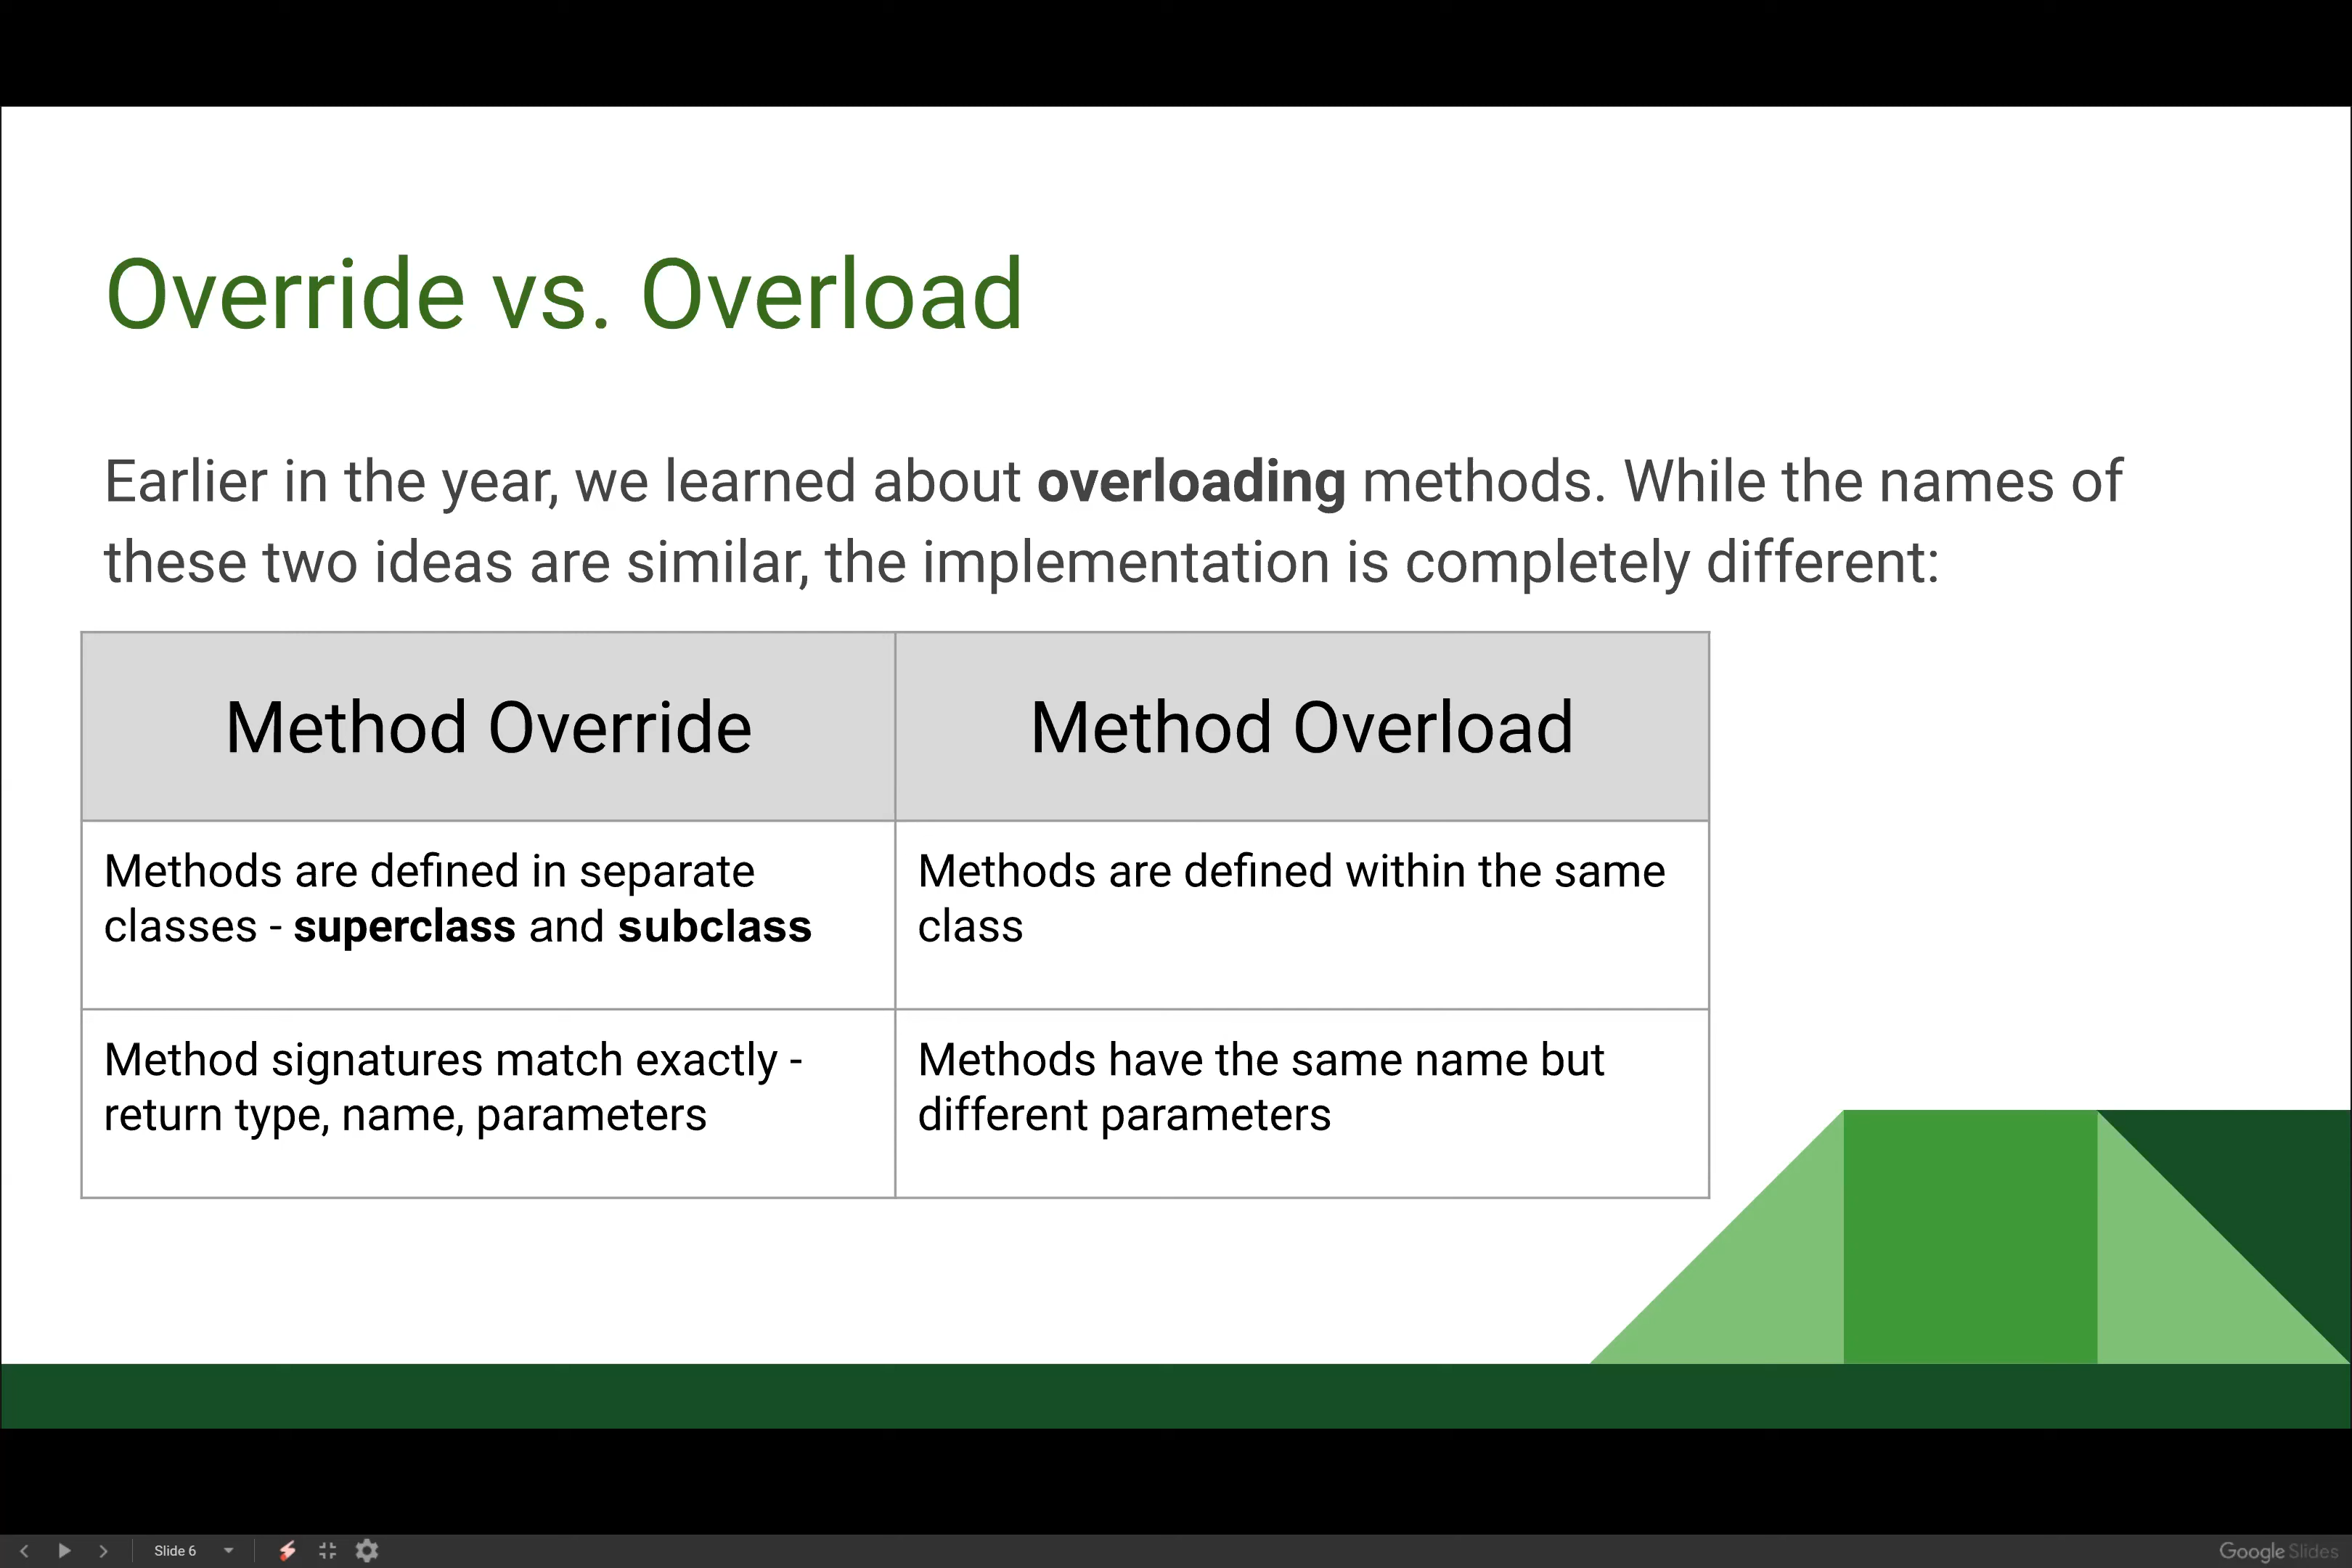 Override vs. Overload
Earlier in the year, we learned about overloading methods. While the names of
these two ideas are similar, the implementation is completely different:
Method Override
Method Overload
Methods are defined in separate
classes - superclass and subclass
Methods are defined within the same
class
Method signatures match exactly -
return type, name, parameters
Methods have the same name but
different parameters
Slide 6
Google Slides